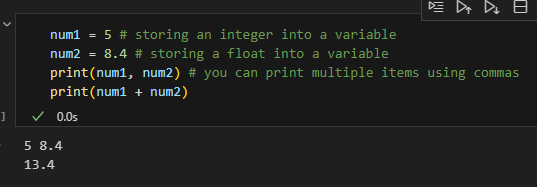 num1 = 5 # storing an integer into a variable
num2 = 8.4 # storing a float into a variable
print(num1, num2) # you can print multiple items using commas
print(num1 + num2)
]
0.0s
5 8.4
13.4